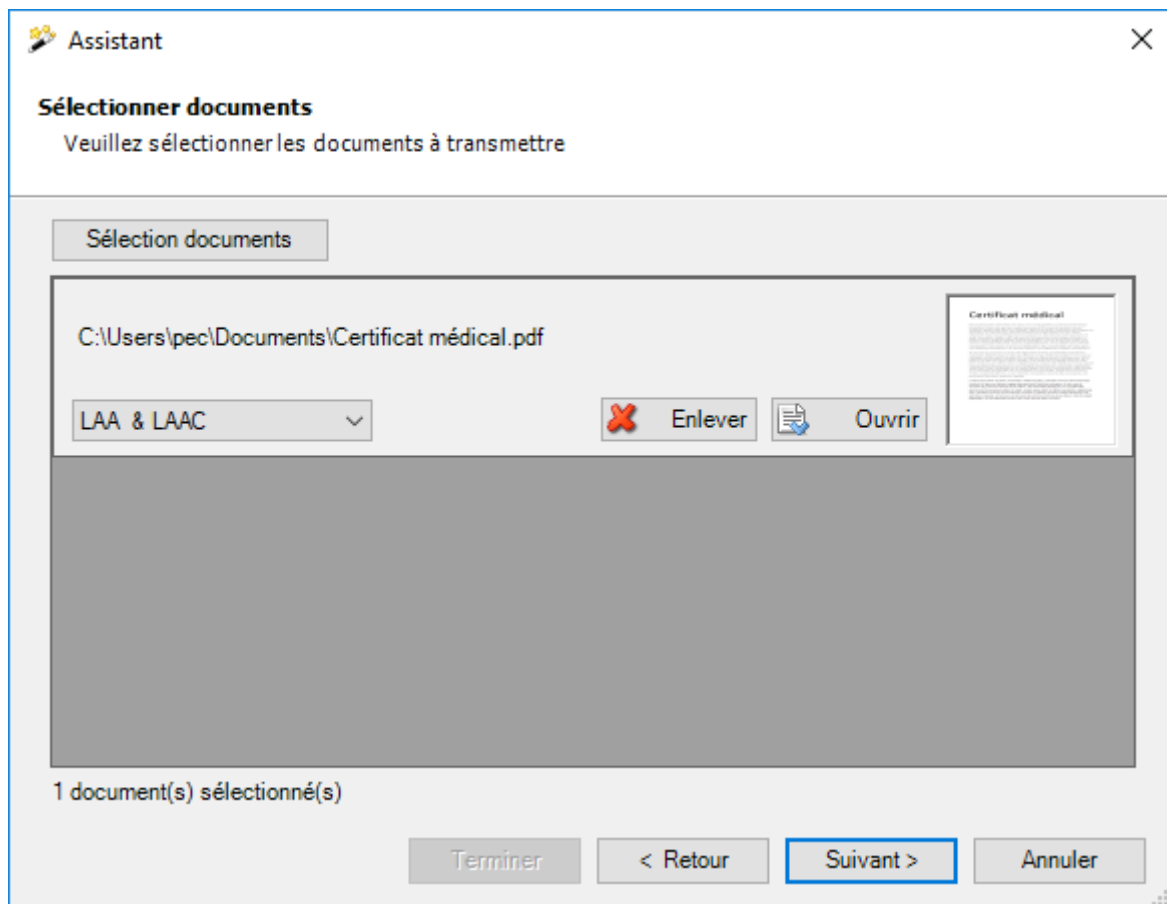 Assistant
Sélectionner documents
Veuillez sélectionner les documents à transmettre
Sélection documents
C:\Users\pec\Documents\Certificat médical.pdf
Certificat médical
LAA & LAAC
Enlever
Ouvrir
1 document(s) sélectionné(s)
Terminer
< Retour
Suivant >
Annuler